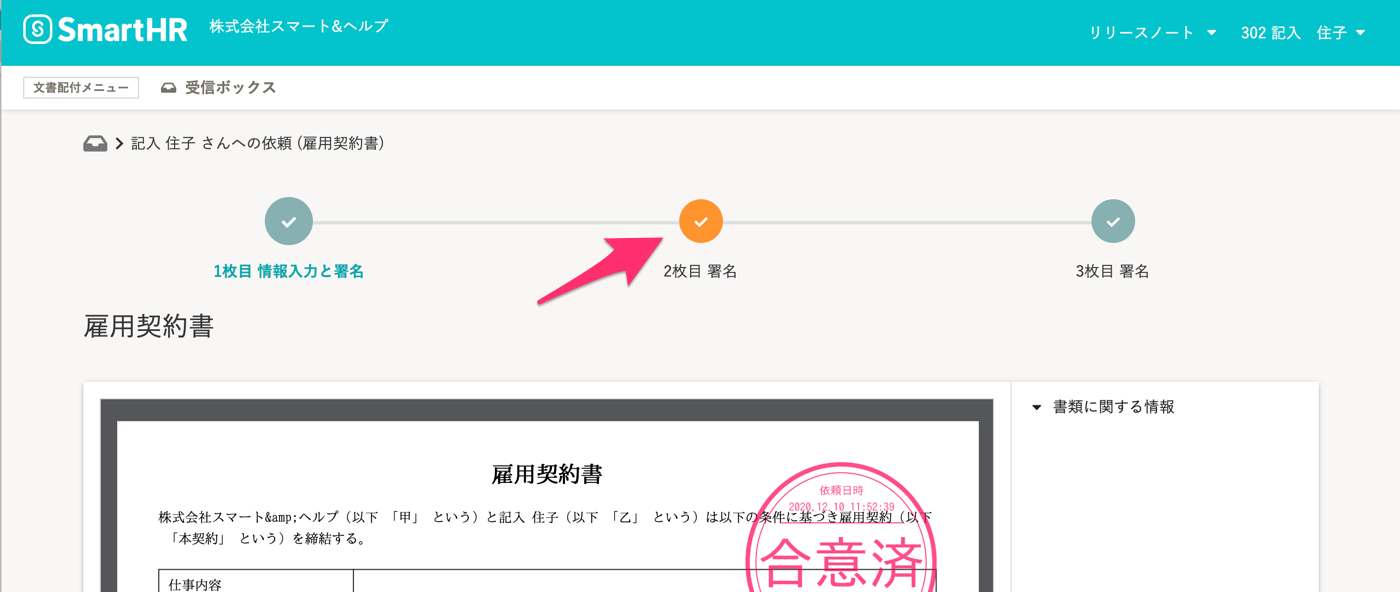 SmartHR 株式会社スマート&ヘルプ リリースノート 302 記入 住子
文書配付メニュー 受信ボックス
記入 住子 さんへの依頼 (雇用契約書)
1枚目 情報入力と署名 2枚目 署名 3枚目 署名
雇用契約書
書類に関する情報
雇用契約書
依頼日時
2020.12.10 11:52:39
株式会社スマート&amp;ヘルプ（以下 「甲」 という）と記入 住子（以下 「乙」 という）は以下の条件に基づき雇用契約（以下
「本契約」 という）を締結する。
合意済
仕事内容